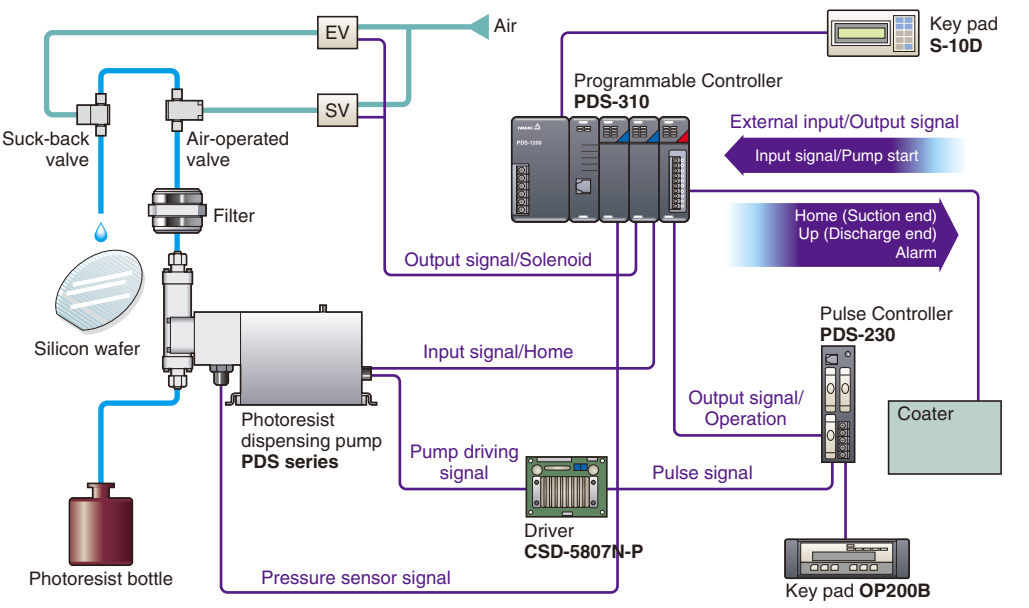 EV
Air
SV
Suck-back
valve
Air-operated
valve
Filter
Silicon wafer
Key pad
S-10D
Programmable Controller
PDS-310
IWAKI
PDS-1200
External input/Output signal
Input signal/Pump start
Home (Suction end)
Up (Discharge end)
Alarm
Output signal/Solenoid
Input signal/Home
Pulse Controller
PDS-230
Output signal/
Operation
Coater
Photoresist
dispensing pump
PDS series
Pump driving
signal
Pulse signal
Driver
CSD-5807N-P
Photoresist bottle
Pressure sensor signal
Key pad OP200B